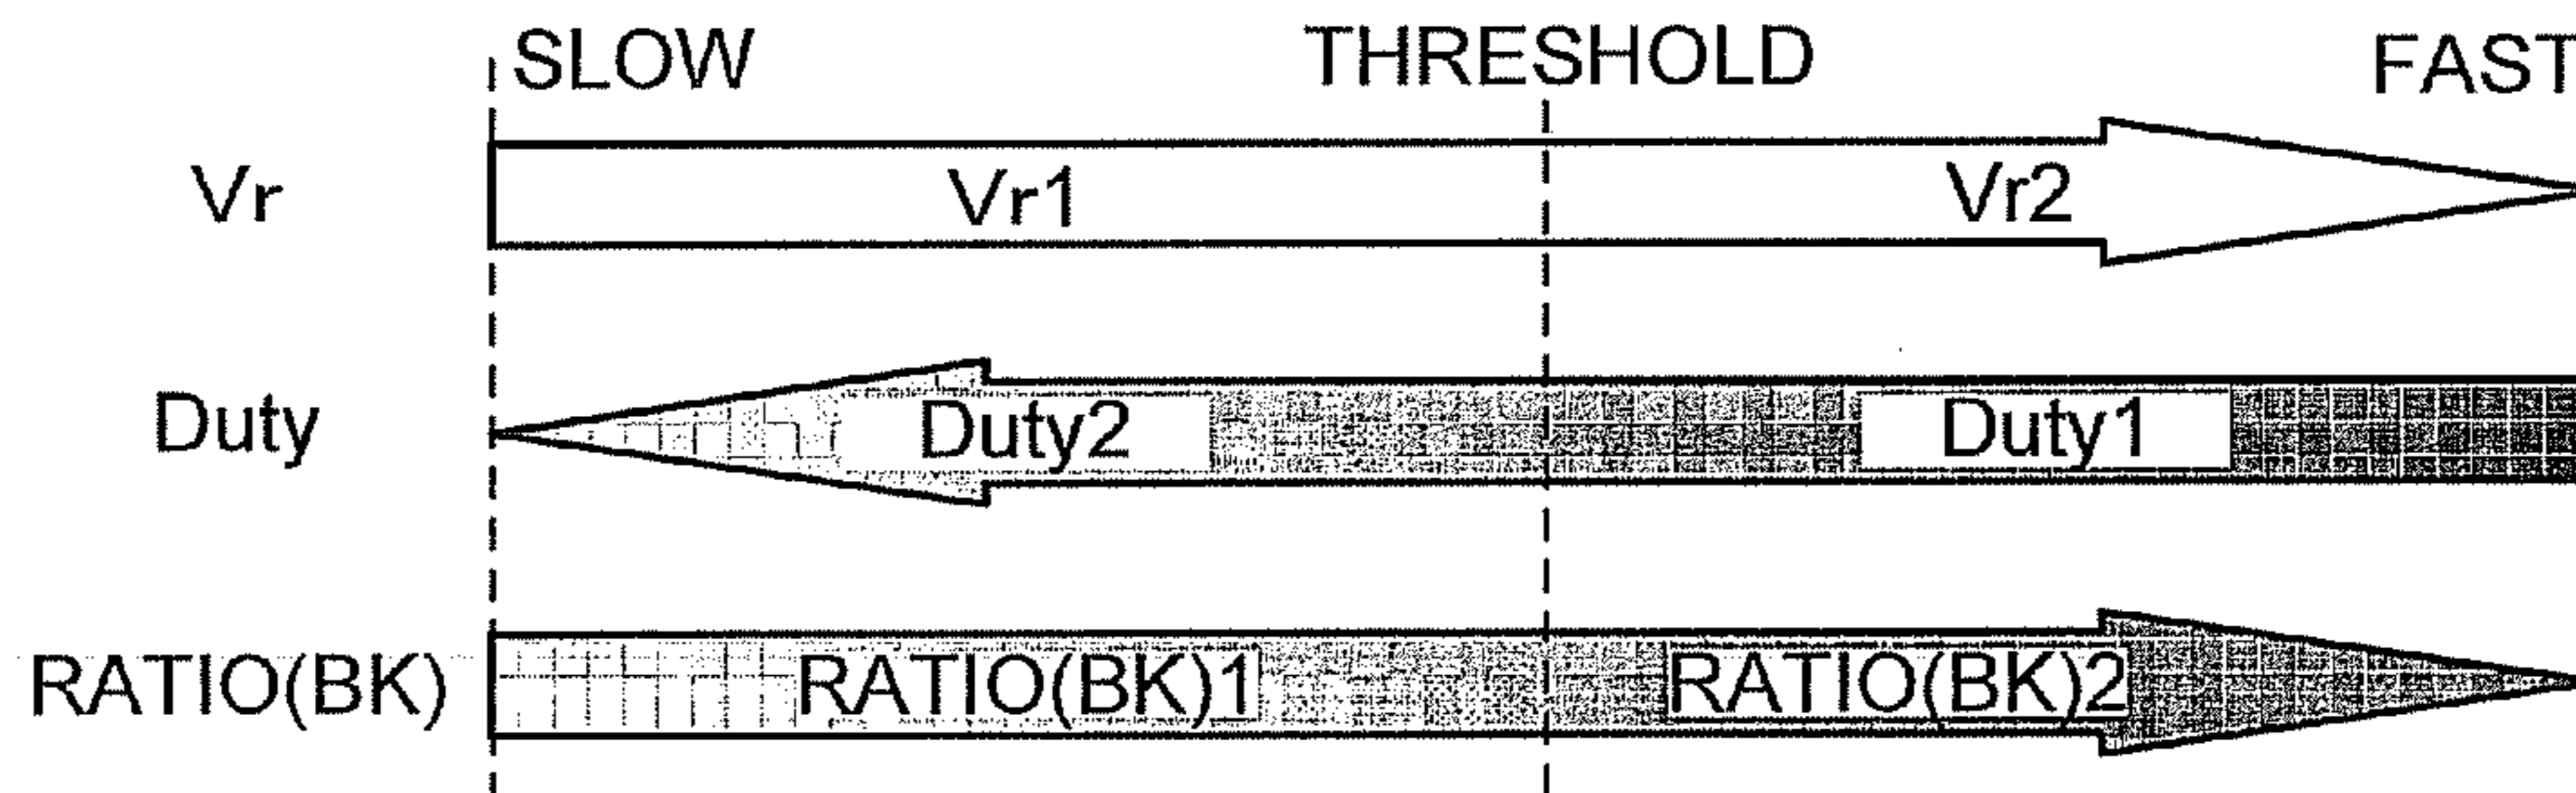 SLOW THRESHOLD FAST
Vr Vr1 Vr2
Duty Duty2 Duty1
RATIO(BK) RATIO(BK)1 RATIO(BK)2